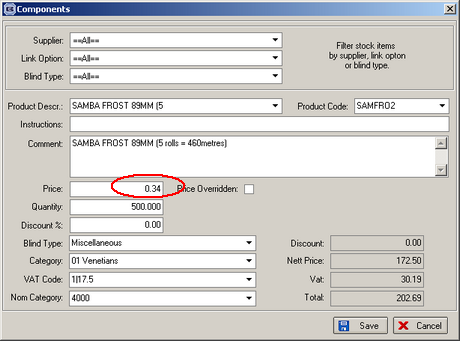 Components
Supplier: ==All==
Link Option: ==All==
Blind Type: ==All==
Filter stock items
by supplier, link opton
or blind type.
Product Descr.: SAMBA FROST 89MM (5 Product Code: SAMFRO2
Instructions:
Comment: SAMBA FROST 89MM (5 rolls = 460metres)
Price: 0.34 Price Overridden:
Quantity: 500.000
Discount %: 0.00
Blind Type: Miscellaneous Discount: 0.00
Category: 01 Venetians Nett Price: 172.50
VAT Code: 1|17.5 Vat: 30.19
Nom Category: 4000 Total: 202.69
Save Cancel